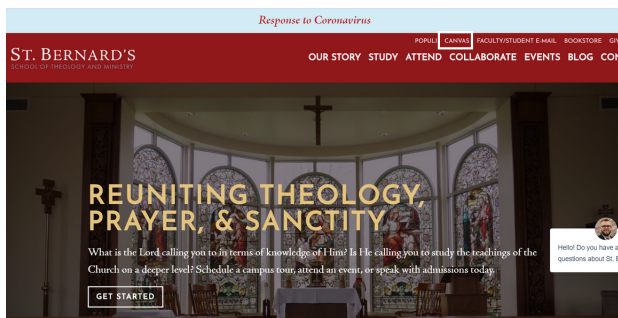 Response to Coronavirus
POPULI CANVAS FACULTY/STUDENT E-MAIL BOOKSTORE
ST. BERNARD'S
SCHOOL OF THEOLOGY AND MINISTRY
OUR STORY STUDY ATTEND COLLABORATE EVENTS BLOG
REUNITING THEOLOGY,
PRAYER, & SANCTITY
What is the Lord calling you to in terms of knowledge of Him? Is He calling you to study the teachings of the
Church on a deeper level? Schedule a campus tour, attend an event, or speak with admissions today.
GET STARTED
Hello! Do you have a
questions about St.